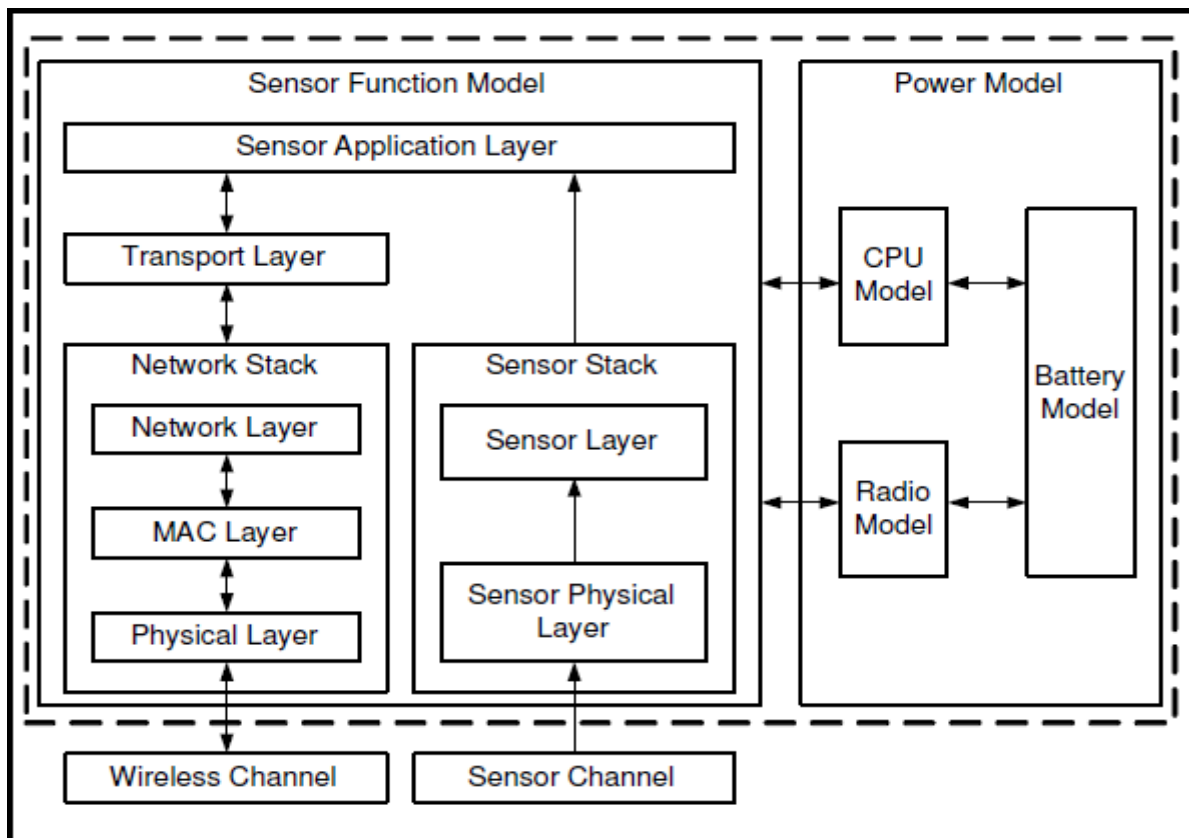 Sensor Function Model
Sensor Application Layer
Transport Layer
Network Stack
Network Layer
MAC Layer
Physical Layer
Sensor Stack
Sensor Layer
Sensor Physical
Layer
Wireless Channel
Sensor Channel
Power Model
CPU
Model
Radio
Model
Battery
Model